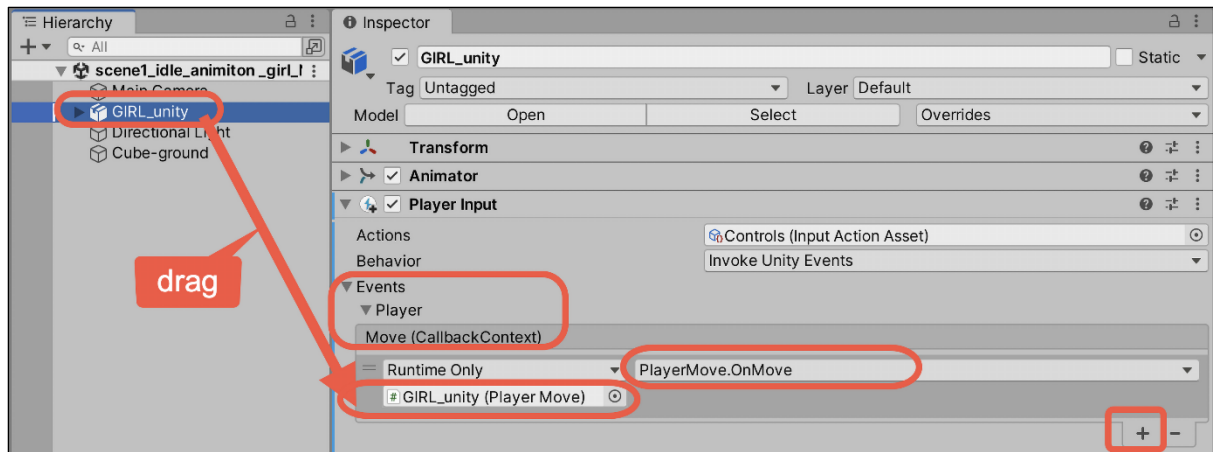 Hierarchy
All
scene1_idle_animiton _girl_
Main Camera
GIRL_unity
Directional Light
Cube-ground
drag
Inspector
GIRL_unity
Static
Tag Untagged Layer Default
Model Open Select Overrides
Transform
Animator
Player Input
Actions Controls (Input Action Asset)
Behavior Invoke Unity Events
Events
Player
Move (CallbackContext)
Runtime Only PlayerMove.OnMove
# GIRL_unity (Player Move)
+ -